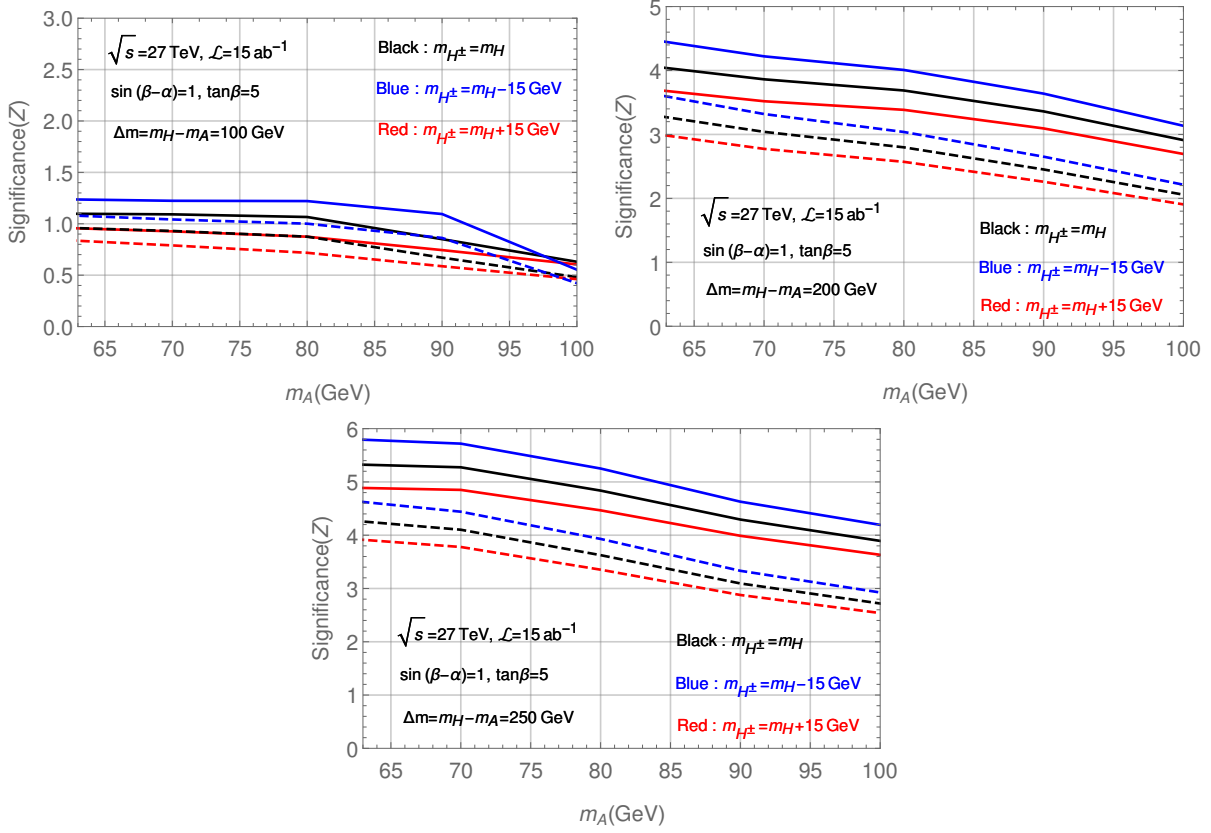 3.0
2.5
2.0
1.5
1.0
0.5
0.0
Significance(Z)
√s =27 TeV, ℒ=15 ab⁻¹
sin (β-α)=1, tanβ=5
Δm=m_H-m_A=100 GeV
Black : m_H± =m_H
Blue : m_H± =m_H-15 GeV
Red : m_H± =m_H+15 GeV
65 70 75 80 85 90 95 100
m_A(GeV)
5
4
3
2
1
0
Significance(Z)
√s =27 TeV, ℒ=15 ab⁻¹
sin (β-α)=1, tanβ=5
Δm=m_H-m_A=200 GeV
Black : m_H± =m_H
Blue : m_H± =m_H-15 GeV
Red : m_H± =m_H+15 GeV
65 70 75 80 85 90 95 100
m_A(GeV)
6
5
4
3
2
1
0
Significance(Z)
√s =27 TeV, ℒ=15 ab⁻¹
sin (β-α)=1, tanβ=5
Δm=m_H-m_A=250 GeV
Black : m_H± =m_H
Blue : m_H± =m_H-15 GeV
Red : m_H± =m_H+15 GeV
65 70 75 80 85 90 95 100
m_A(GeV)